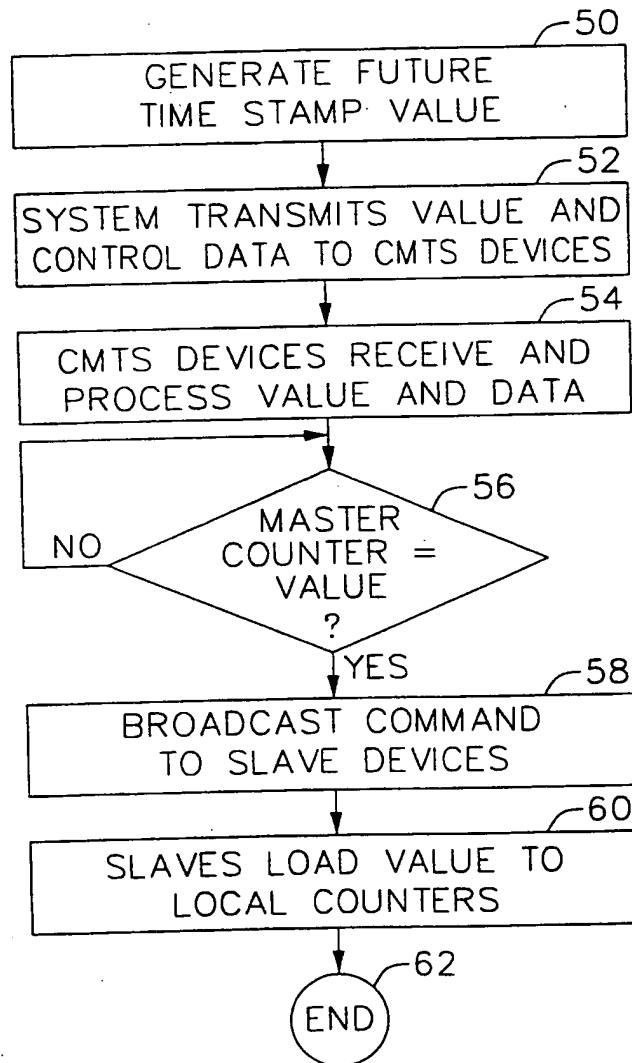 50
GENERATE FUTURE
TIME STAMP VALUE
52
SYSTEM TRANSMITS VALUE AND
CONTROL DATA TO CMTS DEVICES
54
CMTS DEVICES RECEIVE AND
PROCESS VALUE AND DATA
56
MASTER
COUNTER =
VALUE
?
NO
YES
58
BROADCAST COMMAND
TO SLAVE DEVICES
60
SLAVES LOAD VALUE TO
LOCAL COUNTERS
62
END